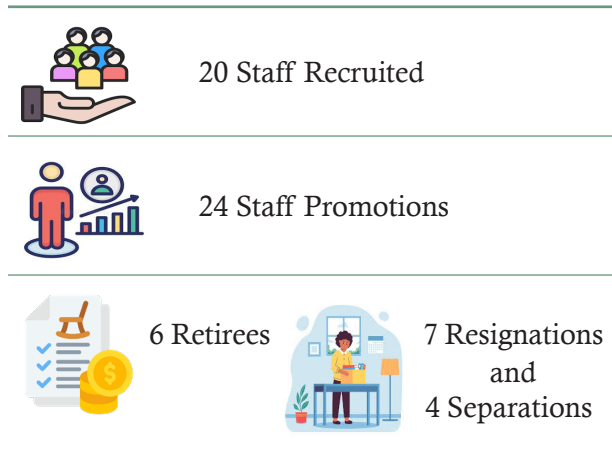 20 Staff Recruited
24 Staff Promotions
6 Retirees
7 Resignations
and
4 Separations